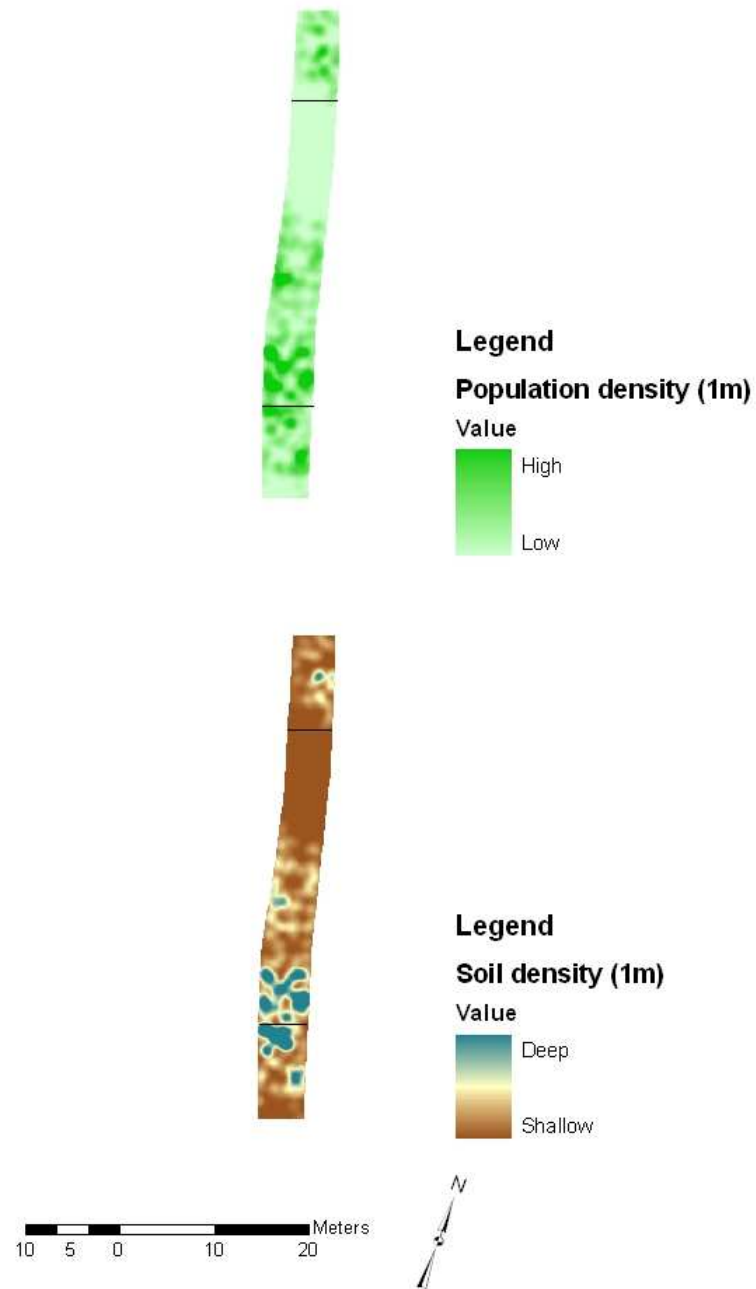 Legend
Population density (1m)
Value
High
Low
Legend
Soil density (1m)
Value
Deep
Shallow
N
Meters
10 5 0 10 20